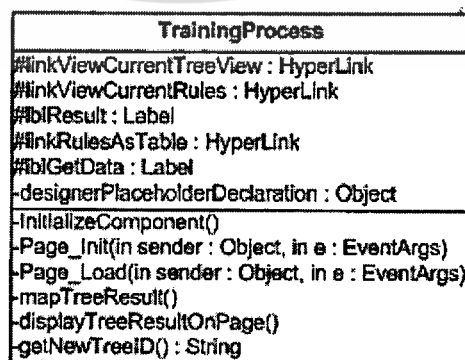 TrainingProcess
#linkViewCurrentTreeView : HyperLink
#linkViewCurrentRules : HyperLink
#lblResult : Label
#linkRulesAsTable : HyperLink
#lblGetData : Label
-designerPlaceholderDeclaration : Object
-InitializeComponent()
-Page_Init(in sender : Object, in e : EventArgs)
-Page_Load(in sender : Object, in e : EventArgs)
-mapTreeResult()
-displayTreeResultOnPage()
-getNewTreeID() : String